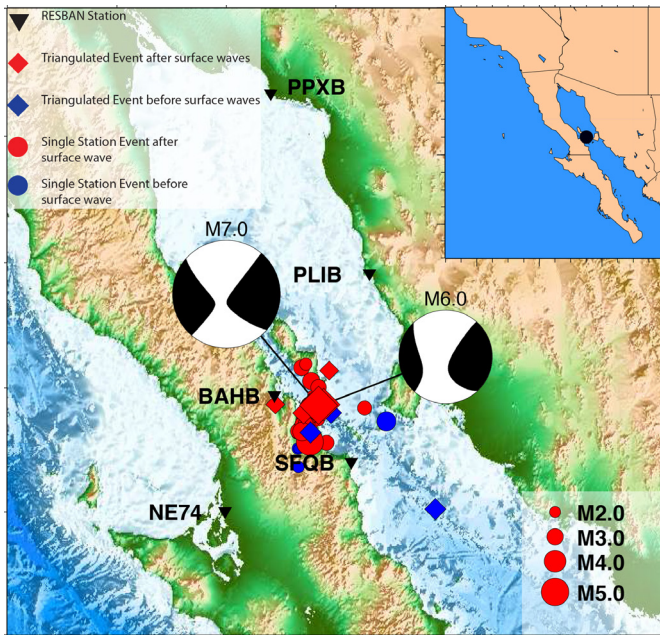 RESBAN Station
Triangulated Event after surface waves
Triangulated Event before surface waves
Single Station Event after
surface wave
Single Station Event before
surface wave
PPXB
M7.0
PLIB
M6.0
BAHB
SFQB
NE74
M2.0
M3.0
M4.0
M5.0